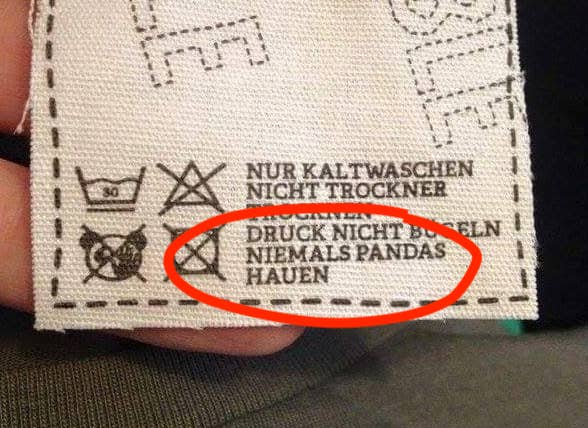 30
NUR KALTWASCHEN
NICHT TROCKNER
TROCKNEN
DRUCK NICHT BÜGELN
NIEMALS PANDAS
HAUEN